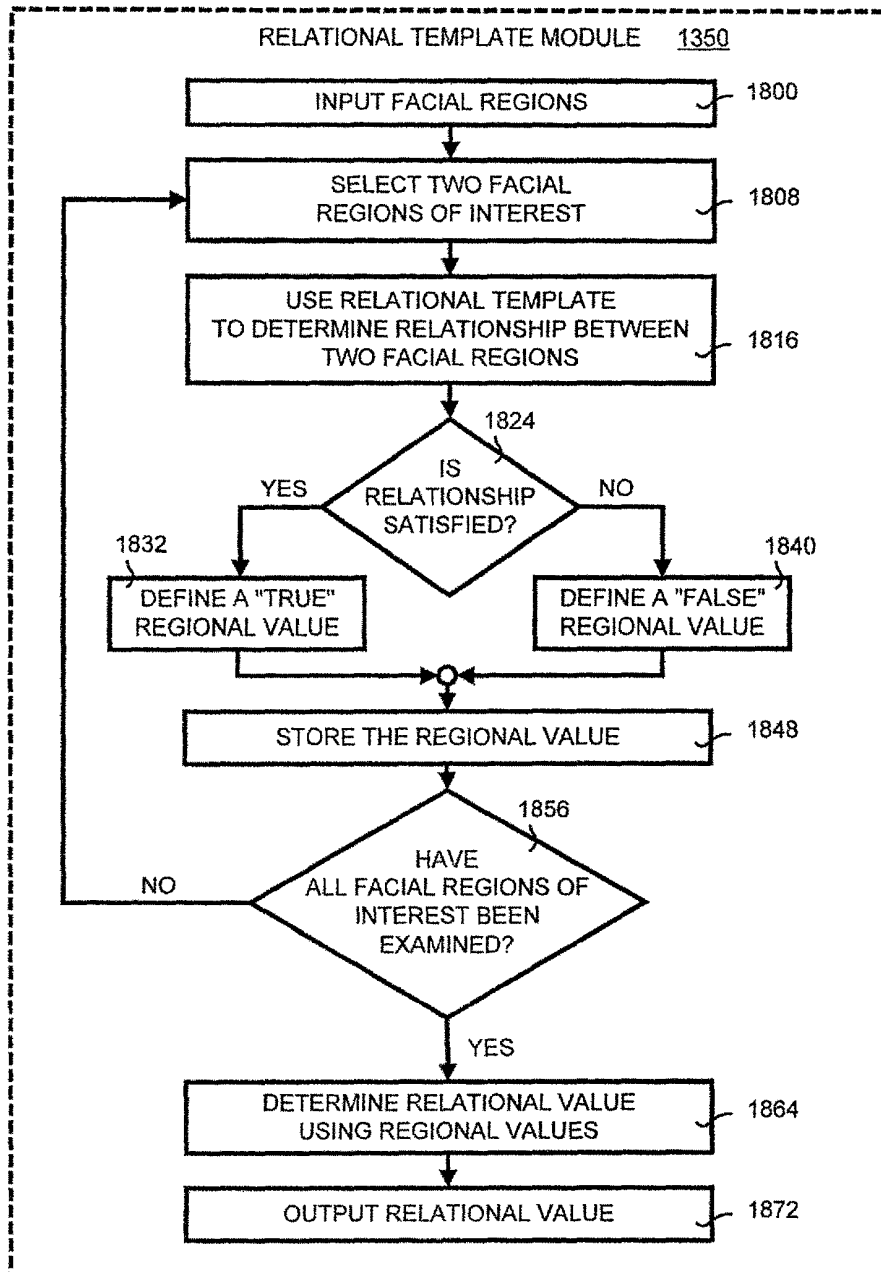 RELATIONAL TEMPLATE MODULE 1350
INPUT FACIAL REGIONS
1800
SELECT TWO FACIAL
REGIONS OF INTEREST
1808
USE RELATIONAL TEMPLATE
TO DETERMINE RELATIONSHIP BETWEEN
TWO FACIAL REGIONS
1816
1824
IS
RELATIONSHIP
SATISFIED?
YES
NO
1832
DEFINE A "TRUE"
REGIONAL VALUE
1840
DEFINE A "FALSE"
REGIONAL VALUE
STORE THE REGIONAL VALUE
1848
1856
HAVE
ALL FACIAL REGIONS OF
INTEREST BEEN
EXAMINED?
NO
YES
DETERMINE RELATIONAL VALUE
USING REGIONAL VALUES
1864
OUTPUT RELATIONAL VALUE
1872